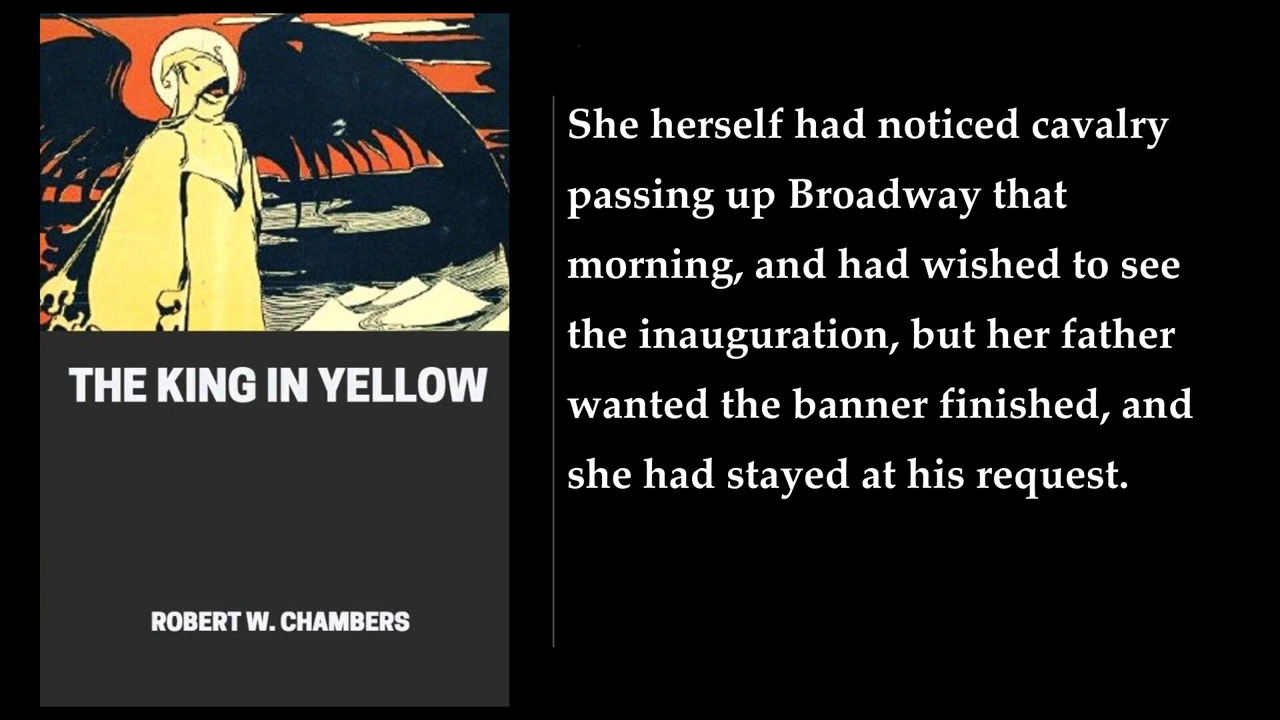 THE KING IN YELLOW
ROBERT W. CHAMBERS
She herself had noticed cavalry
passing up Broadway that
morning, and had wished to see
the inauguration, but her father
wanted the banner finished, and
she had stayed at his request.